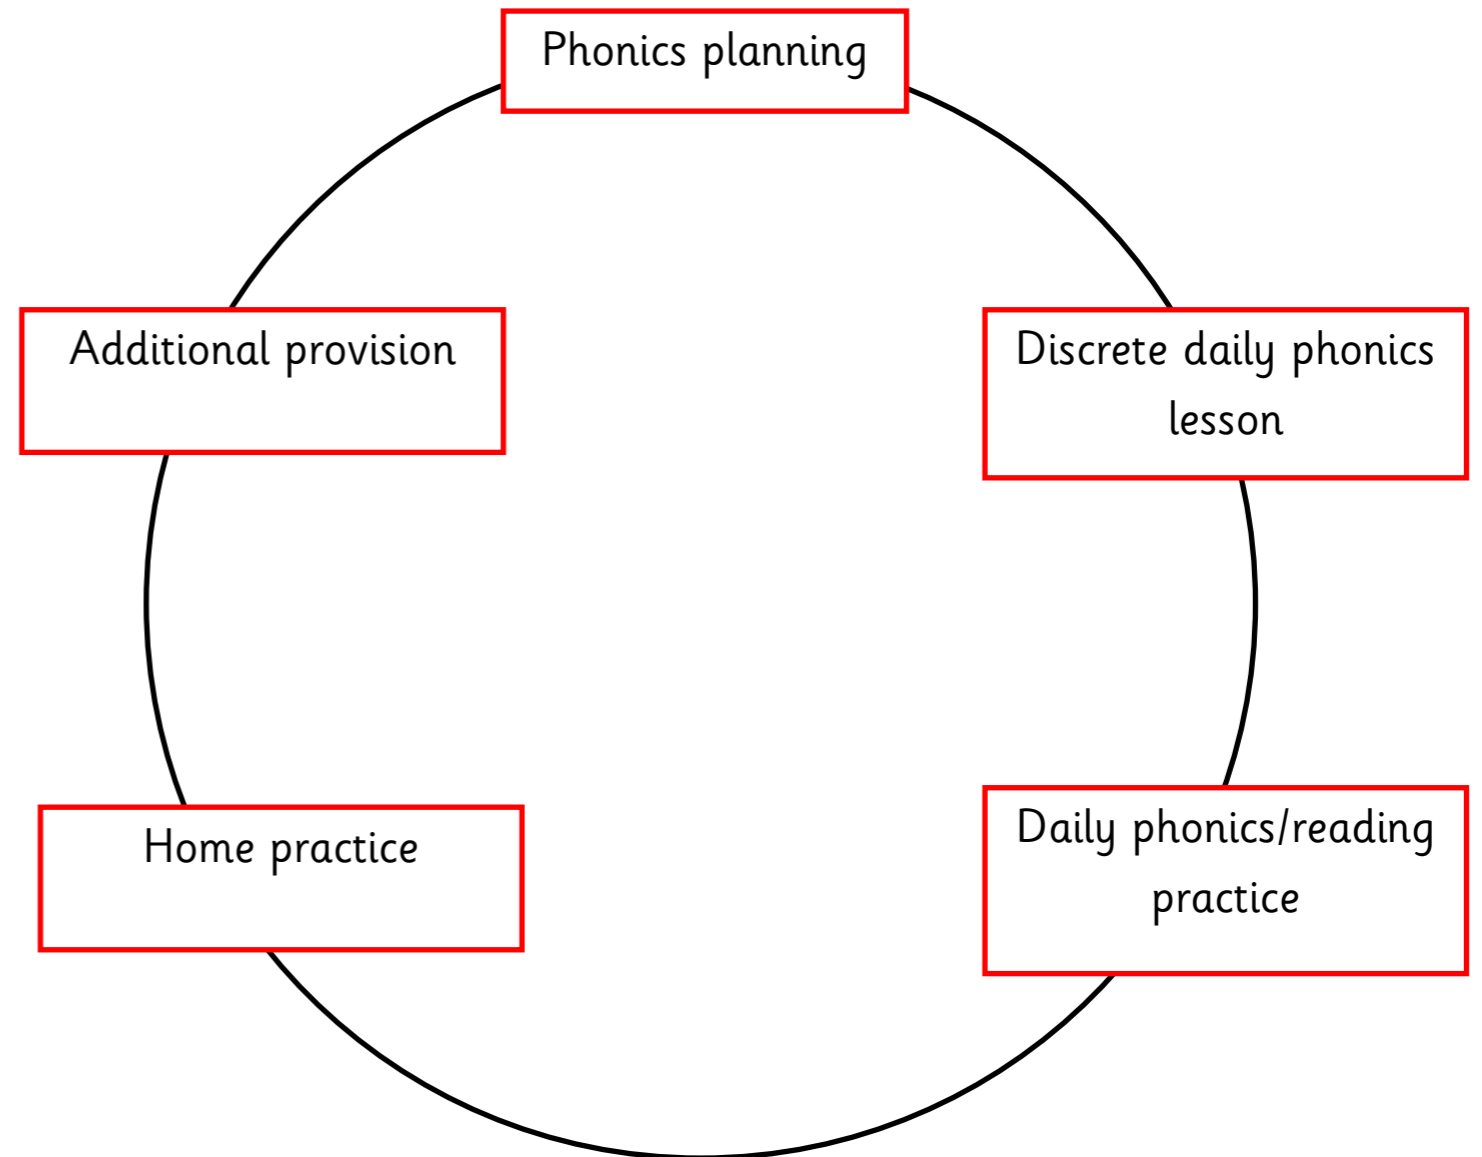 Phonics planning
Additional provision
Discrete daily phonics
lesson
Home practice
Daily phonics/reading
practice